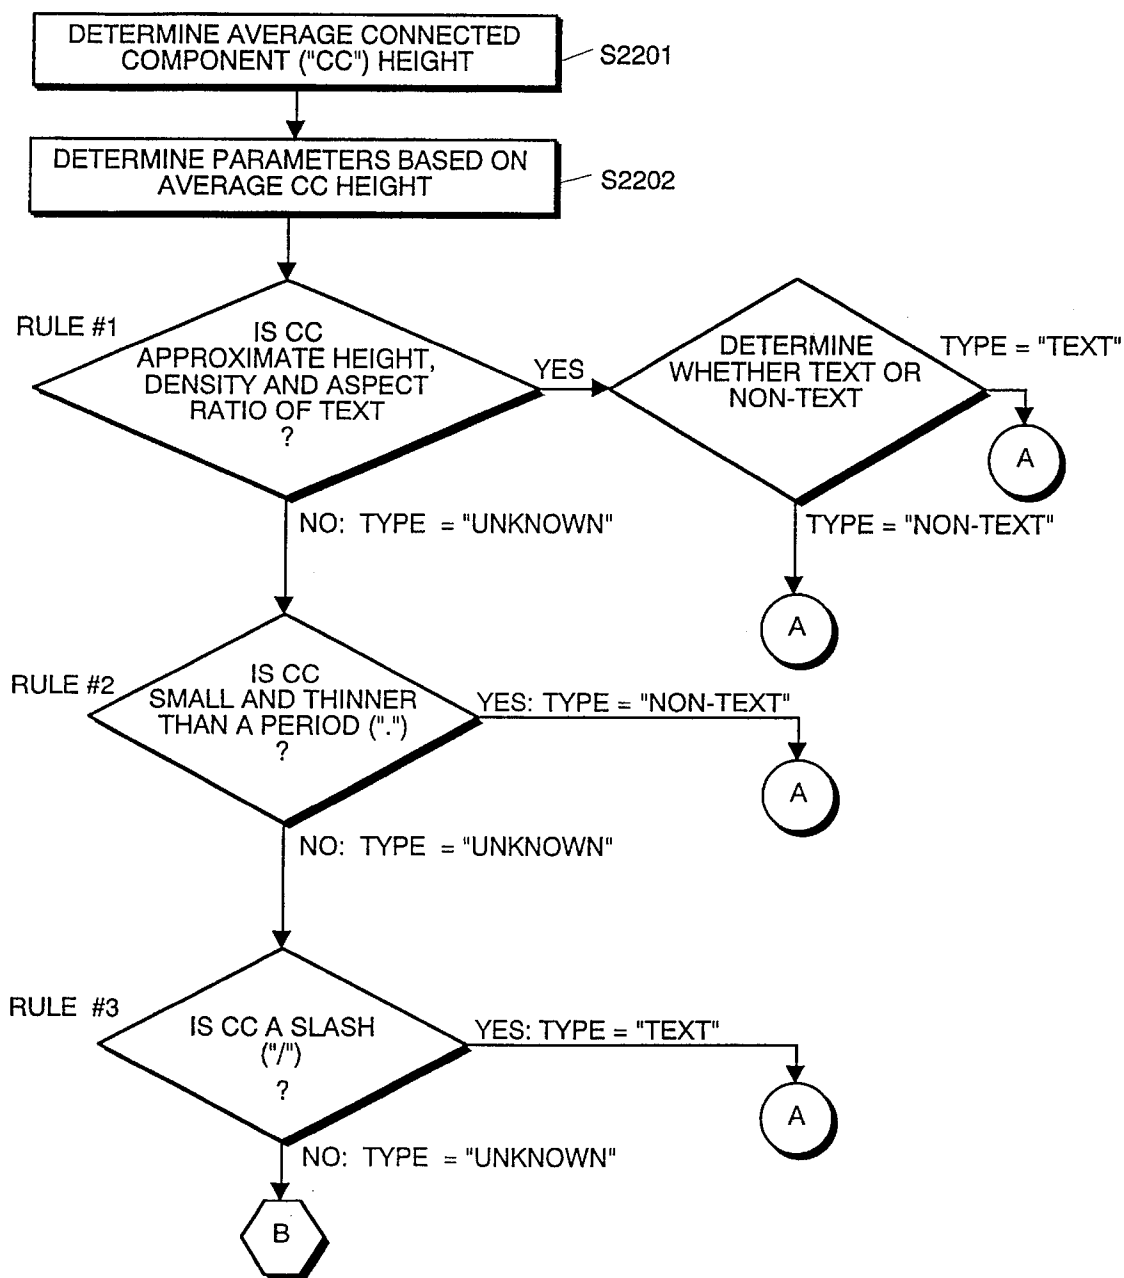 DETERMINE AVERAGE CONNECTED
COMPONENT ("CC") HEIGHT
S2201
DETERMINE PARAMETERS BASED ON
AVERAGE CC HEIGHT
S2202
RULE #1
IS CC
APPROXIMATE HEIGHT,
DENSITY AND ASPECT
RATIO OF TEXT
?
YES
DETERMINE
WHETHER TEXT OR
NON-TEXT
TYPE = "TEXT"
A
NO: TYPE = "UNKNOWN"
TYPE = "NON-TEXT"
A
RULE #2
IS CC
SMALL AND THINNER
THAN A PERIOD (".")
?
YES: TYPE = "NON-TEXT"
A
NO: TYPE = "UNKNOWN"
RULE #3
IS CC A SLASH
("/")
?
YES: TYPE = "TEXT"
A
NO: TYPE = "UNKNOWN"
B